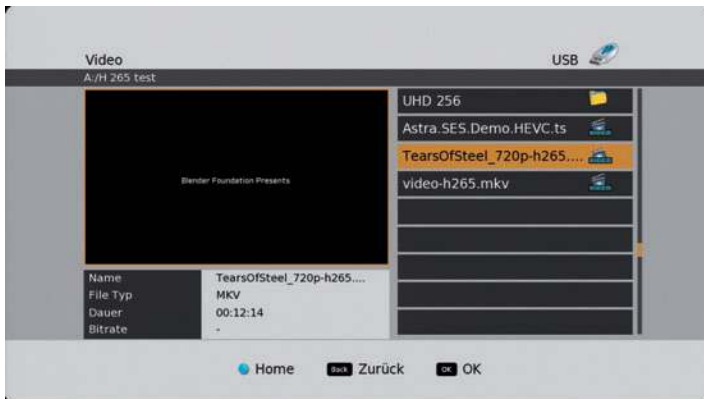 Video
USB
A:/H 265 test
Blender Foundation Presents
UHD 256
Astra.SES.Demo.HEVC.ts
TearsOfSteel_720p-h265....
video-h265.mkv
Name TearsOfSteel_720p-h265....
File Typ MKV
Dauer 00:12:14
Bitrate -
Home Back Zurück OK OK